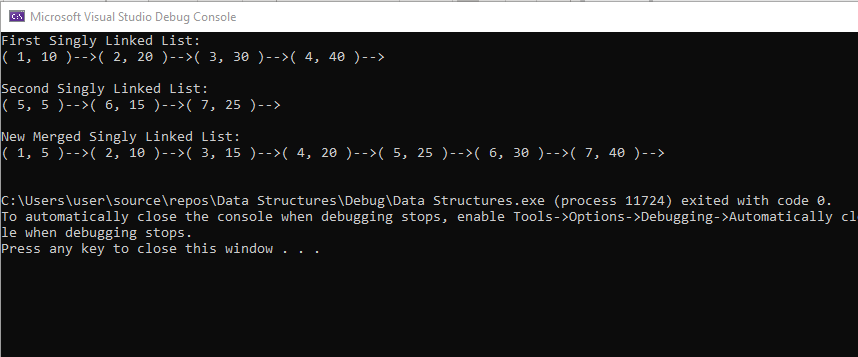 Microsoft Visual Studio Debug Console
First Singly Linked List:
( 1, 10 )-->( 2, 20 )-->( 3, 30 )-->( 4, 40 )-->
Second Singly Linked List:
( 5, 5 )-->( 6, 15 )-->( 7, 25 )-->
New Merged Singly Linked List:
( 1, 5 )-->( 2, 10 )-->( 3, 15 )-->( 4, 20 )-->( 5, 25 )-->( 6, 30 )-->( 7, 40 )-->
C:\Users\user\source\repos\Data Structures\Debug\Data Structures.exe (process 11724) exited with code 0.
To automatically close the console when debugging stops, enable Tools->Options->Debugging->Automatically clo
le when debugging stops.
Press any key to close this window . . .